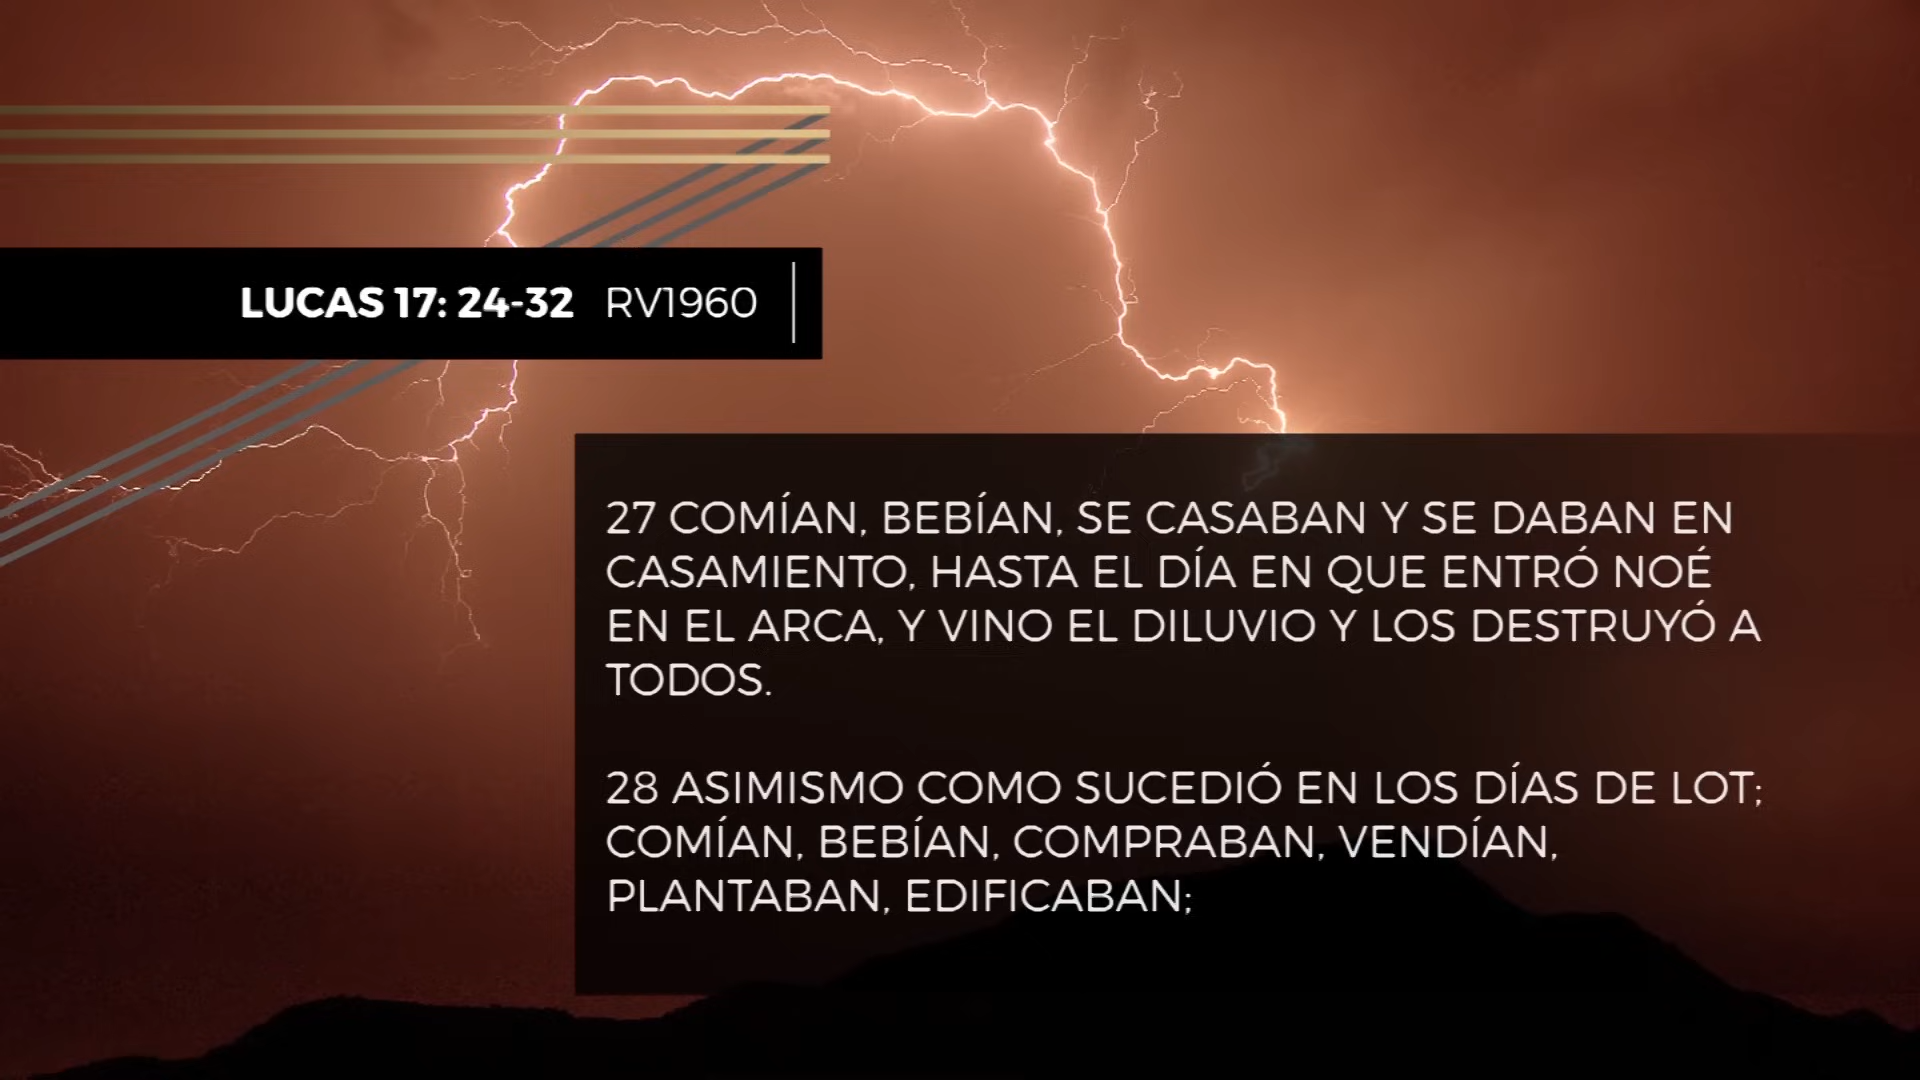 LUCAS 17: 24-32 RV1960
27 COMÍAN, BEBÍAN, SE CASABAN Y SE DABAN EN
CASAMIENTO, HASTA EL DÍA EN QUE ENTRÓ NOÉ
EN EL ARCA, Y VINO EL DILUVIO Y LOS DESTRUYÓ A
TODOS.
28 ASIMISMO COMO SUCEDIÓ EN LOS DÍAS DE LOT;
COMÍAN, BEBÍAN, COMPRABAN, VENDÍAN,
PLANTABAN, EDIFICABAN;